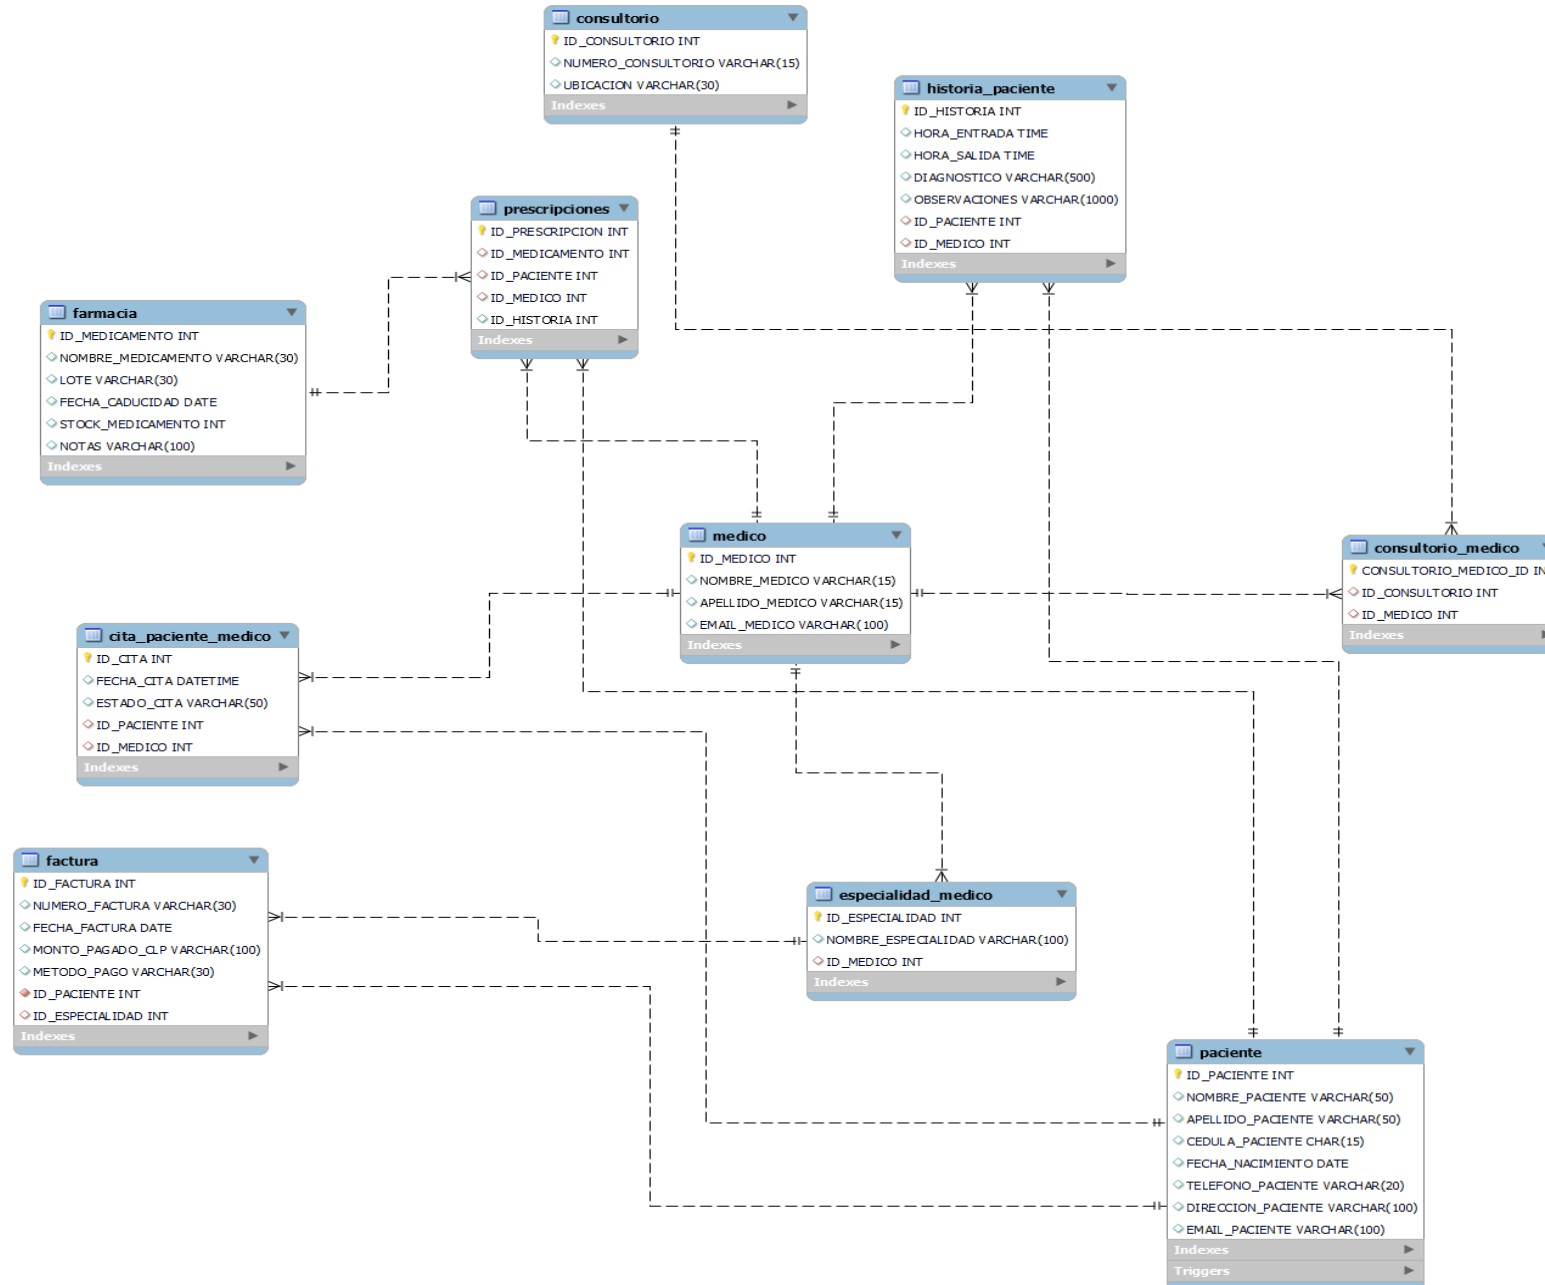 consultorio
ID_CONSULTORIO INT
NUMERO_CONSULTORIO VARCHAR(15)
UBICACION VARCHAR(30)
Indexes
historia_paciente
ID_HISTORIA INT
HORA_ENTRADA TIME
HORA_SALIDA TIME
DIAGNOSTICO VARCHAR(500)
OBSERVACIONES VARCHAR(1000)
ID_PACIENTE INT
ID_MEDICO INT
Indexes
prescripciones
ID_PRESCRIPCION INT
ID_MEDICAMENTO INT
ID_PACIENTE INT
ID_MEDICO INT
ID_HISTORIA INT
Indexes
farmacia
ID_MEDICAMENTO INT
NOMBRE_MEDICAMENTO VARCHAR(30)
LOTE VARCHAR(30)
FECHA_CADUCIDAD DATE
STOCK_MEDICAMENTO INT
NOTAS VARCHAR(100)
Indexes
medico
ID_MEDICO INT
NOMBRE_MEDICO VARCHAR(15)
APELLIDO_MEDICO VARCHAR(15)
EMAIL_MEDICO VARCHAR(100)
Indexes
consultorio_medico
CONSULTORIO_MEDICO_ID IN
ID_CONSULTORIO INT
ID_MEDICO INT
Indexes
cita_paciente_medico
ID_CITA INT
FECHA_CITA DATETIME
ESTADO_CITA VARCHAR(50)
ID_PACIENTE INT
ID_MEDICO INT
Indexes
factura
ID_FACTURA INT
NUMERO_FACTURA VARCHAR(30)
FECHA_FACTURA DATE
MONTO_PAGADO_CLP VARCHAR(100)
METODO_PAGO VARCHAR(30)
ID_PACIENTE INT
ID_ESPECIALIDAD INT
Indexes
especialidad_medico
ID_ESPECIALIDAD INT
NOMBRE_ESPECIALIDAD VARCHAR(100)
ID_MEDICO INT
Indexes
paciente
ID_PACIENTE INT
NOMBRE_PACIENTE VARCHAR(50)
APELLIDO_PACIENTE VARCHAR(50)
CEDULA_PACIENTE CHAR(15)
FECHA_NACIMIENTO DATE
TELEFONO_PACIENTE VARCHAR(20)
DIRECCION_PACIENTE VARCHAR(100)
EMAIL_PACIENTE VARCHAR(100)
Indexes
Triggers